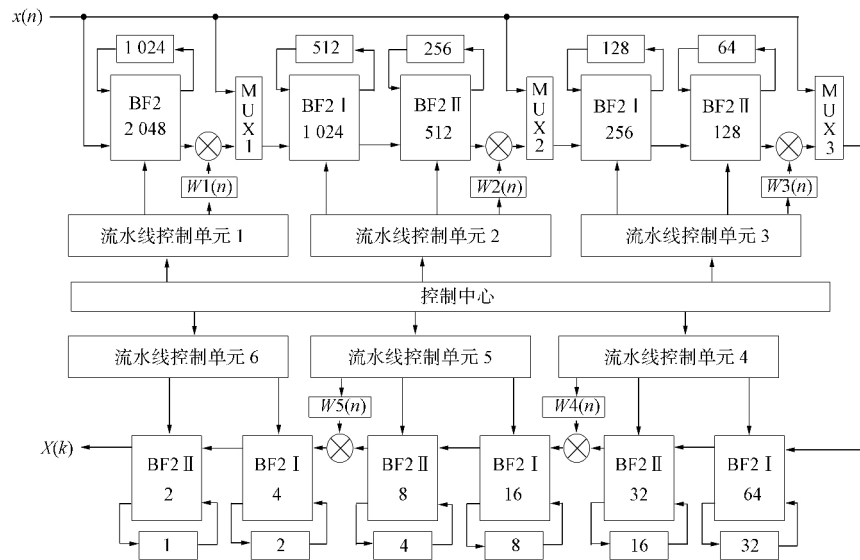 x(n)
1 024
512
256
128
64
BF2
2 048
MUX1
BF2 I
1 024
BF2 II
512
MUX2
BF2 I
256
BF2 II
128
MUX3
W1(n)
W2(n)
W3(n)
流水线控制单元 1
流水线控制单元 2
流水线控制单元 3
控制中心
流水线控制单元 6
流水线控制单元 5
流水线控制单元 4
W5(n)
W4(n)
X(k)
BF2 II
2
BF2 I
4
BF2 II
8
BF2 I
16
BF2 II
32
BF2 I
64
1
2
4
8
16
32